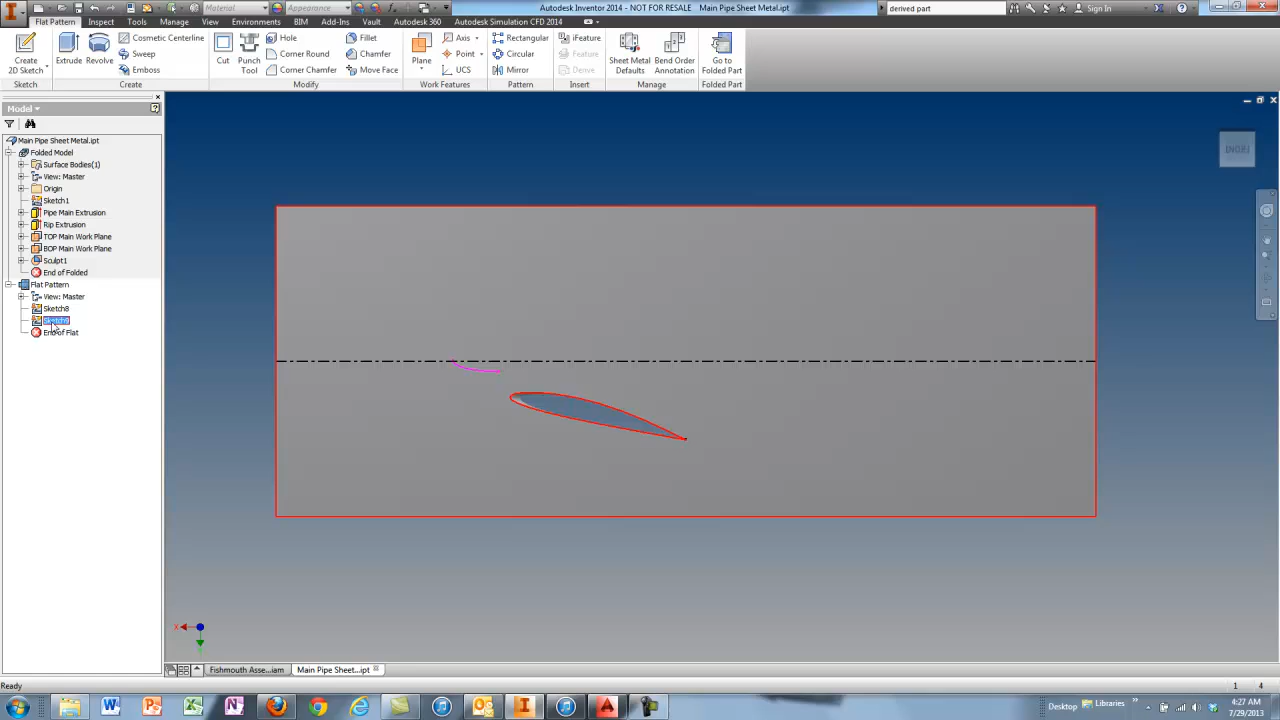 Material
Appearance
Autodesk Inventor 2014 - NOT FOR RESALE   Main Pipe Sheet Metal.ipt
derived part
Sign In
Flat Pattern
Inspect
Tools
Manage
View
Environments
BIM
Add-Ins
Vault
Autodesk 360
Autodesk Simulation CFD 2014
Create
2D Sketch
Extrude
Revolve
Cosmetic Centerline
Sweep
Emboss
Cut
Punch
Tool
Hole
Corner Round
Corner Chamfer
Fillet
Chamfer
Move Face
Plane
Axis
Point
UCS
Rectangular
Circular
Mirror
iFeature
Feature
Derive
Sheet Metal
Defaults
Bend Order
Annotation
Go to
Folded Part
Sketch
Create
Modify
Work Features
Pattern
Insert
Manage
Folded Part
Model
Main Pipe Sheet Metal.ipt
Folded Model
Surface Bodies(1)
View: Master
Origin
Sketch1
Pipe Main Extrusion
Rip Extrusion
TOP Main Work Plane
BOP Main Work Plane
Sculpt1
End of Folded
Flat Pattern
View: Master
Sketch8
End of Flat
X
Fishmouth Asse...iam
Main Pipe Sheet...ipt
Ready
1
4
Desktop
Libraries
4:27 AM
7/29/2013